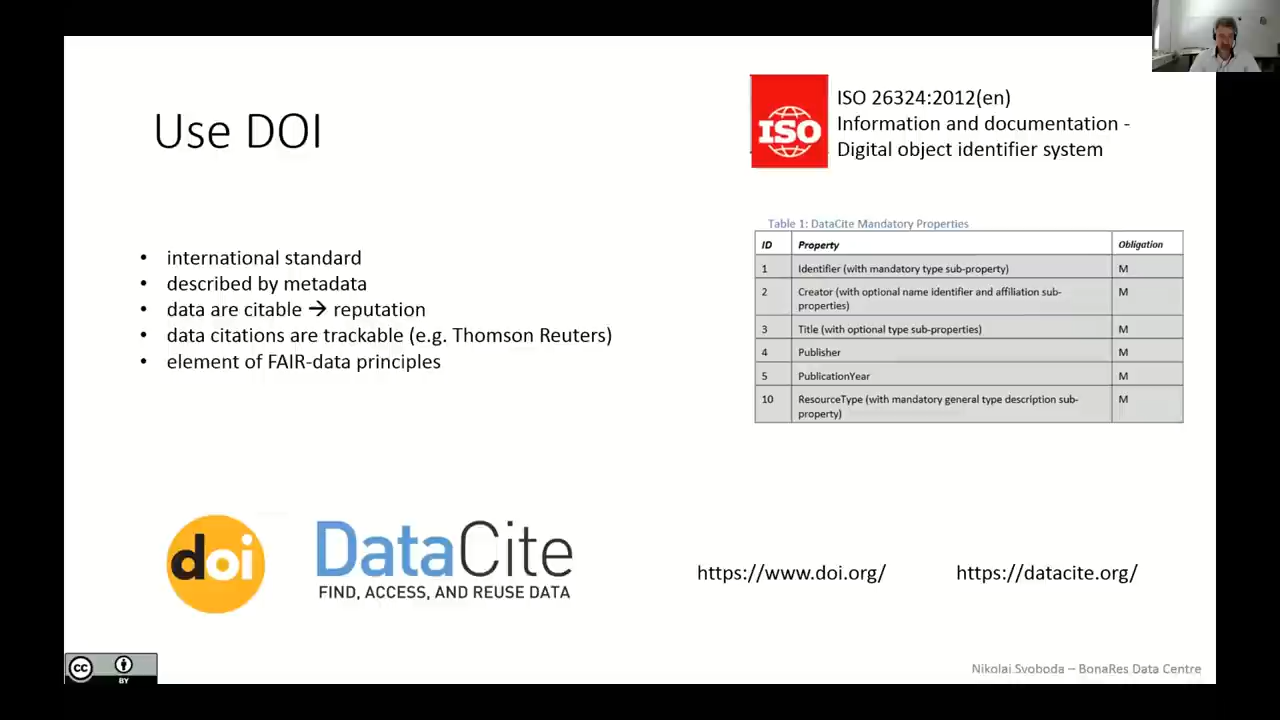 Use DOI
ISO
ISO 26324:2012(en)
Information and documentation -
Digital object identifier system
• international standard
• described by metadata
• data are citable → reputation
• data citations are trackable (e.g. Thomson Reuters)
• element of FAIR-data principles
Table 1: DataCite Mandatory Properties
ID Property Obligation
1 Identifier (with mandatory type sub-property) M
2 Creator (with optional name identifier and affiliation sub-
properties) M
3 Title (with optional type sub-properties) M
4 Publisher M
5 PublicationYear M
10 ResourceType (with mandatory general type description sub-
property) M
doi
DataCite
FIND, ACCESS, AND REUSE DATA
https://www.doi.org/
https://datacite.org/
cc
BY
Nikolai Svoboda – BonaRes Data Centre